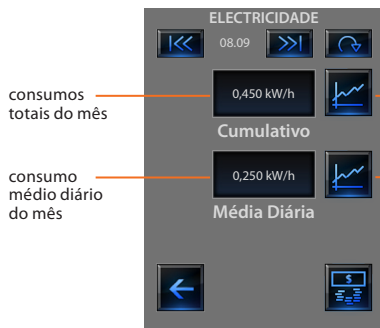 ELECTRICIDADE
08.09
consumos
totais do mês
0,450 kW/h
Cumulativo
consumo
médio diário
do mês
0,250 kW/h
Média Diária
$